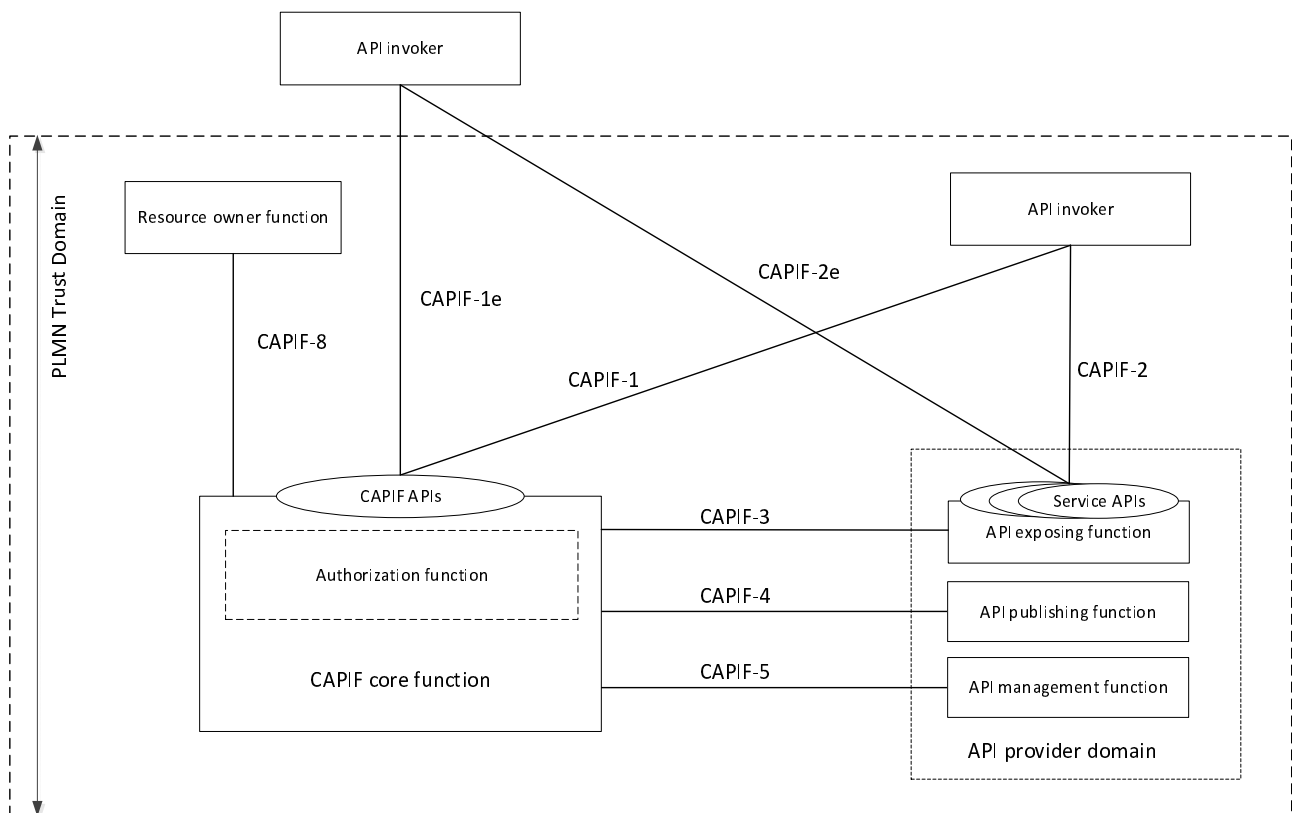 API invoker
PLMN Trust Domain
Resource owner function
API invoker
CAPIF-2e
CAPIF-1e
CAPIF-8
CAPIF-2
CAPIF-1
CAPIF APIs
Service APIs
CAPIF-3
API exposing function
Authorization function
CAPIF-4
API publishing function
CAPIF-5
CAPIF core function
API management function
API provider domain